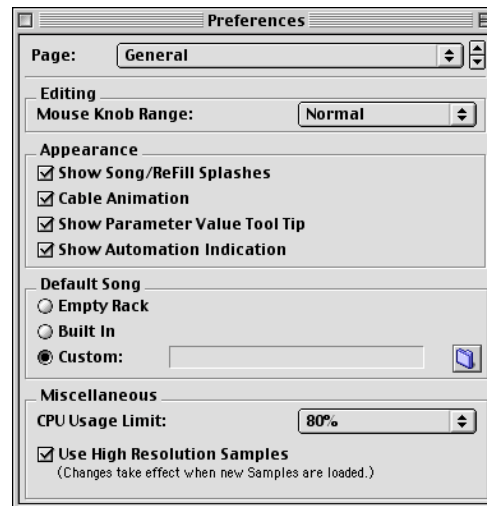 Preferences
Page: General
Editing
Mouse Knob Range: Normal
Appearance
Show Song/ReFill Splashes
Cable Animation
Show Parameter Value Tool Tip
Show Automation Indication
Default Song
Empty Rack
Built In
Custom:
Miscellaneous
CPU Usage Limit: 80%
Use High Resolution Samples
(Changes take effect when new Samples are loaded.)